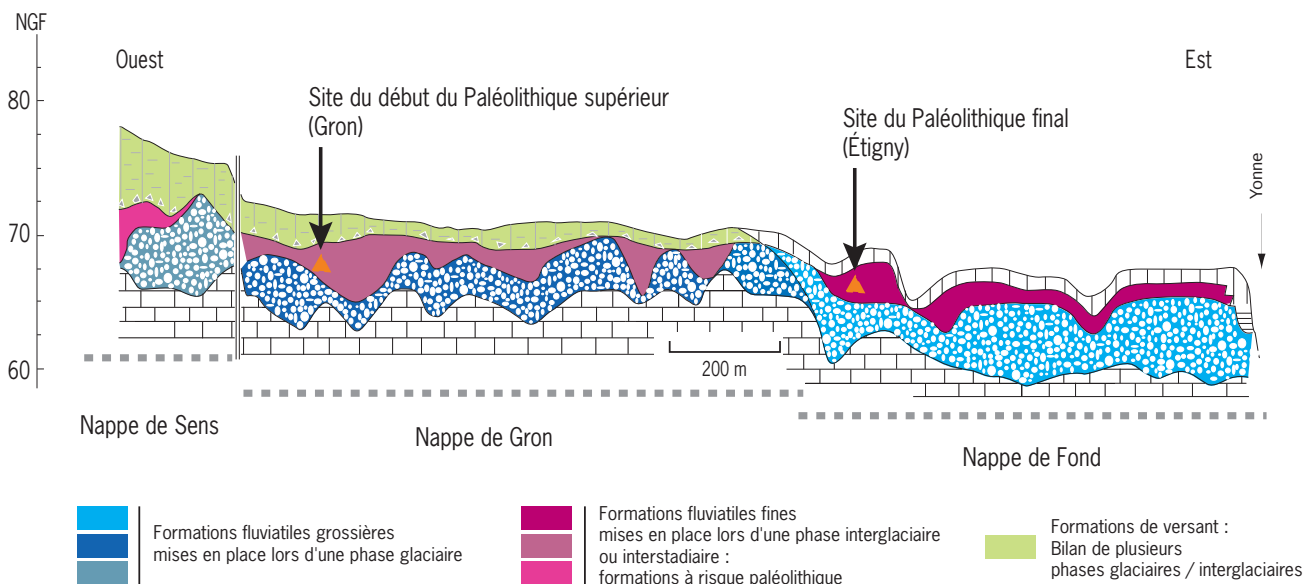 NGF
Ouest
Est
80
70
60
Site du début du Paléolithique supérieur
(Gron)
Site du Paléolithique final
(Étigny)
Yonne
200 m
Nappe de Sens
Nappe de Gron
Nappe de Fond
Formations fluviatiles grossières
mises en place lors d'une phase glaciaire
Formations fluviatiles fines
mises en place lors d'une phase interglaciaire
ou interstadiaire :
formations à risque paléolithique
Formations de versant :
Bilan de plusieurs
phases glaciaires / interglaciaires